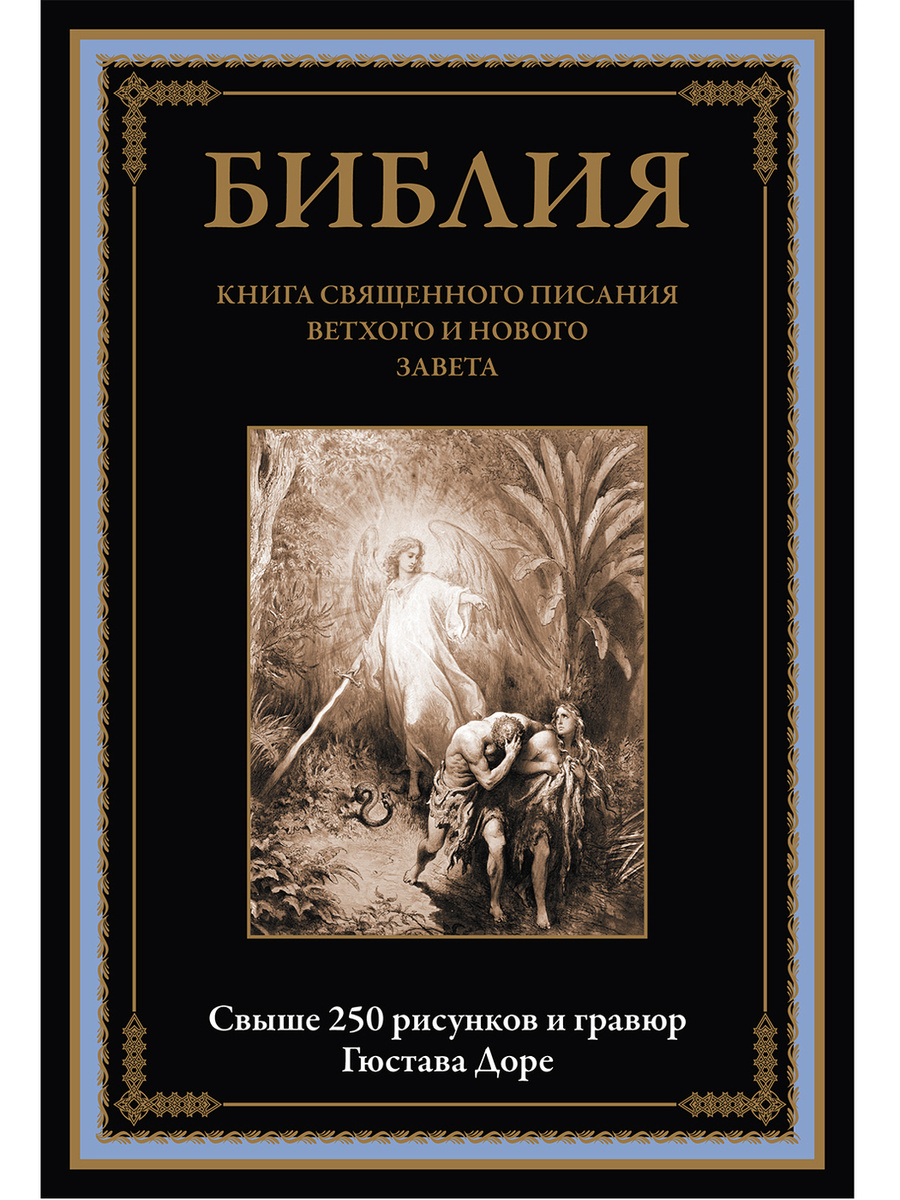 БИБЛИЯ
КНИГА СВЯЩЕННОГО ПИСАНИЯ
ВЕТХОГО И НОВОГО
ЗАВЕТА
Свыше 250 рисунков и гравюр
Гюстава Доре